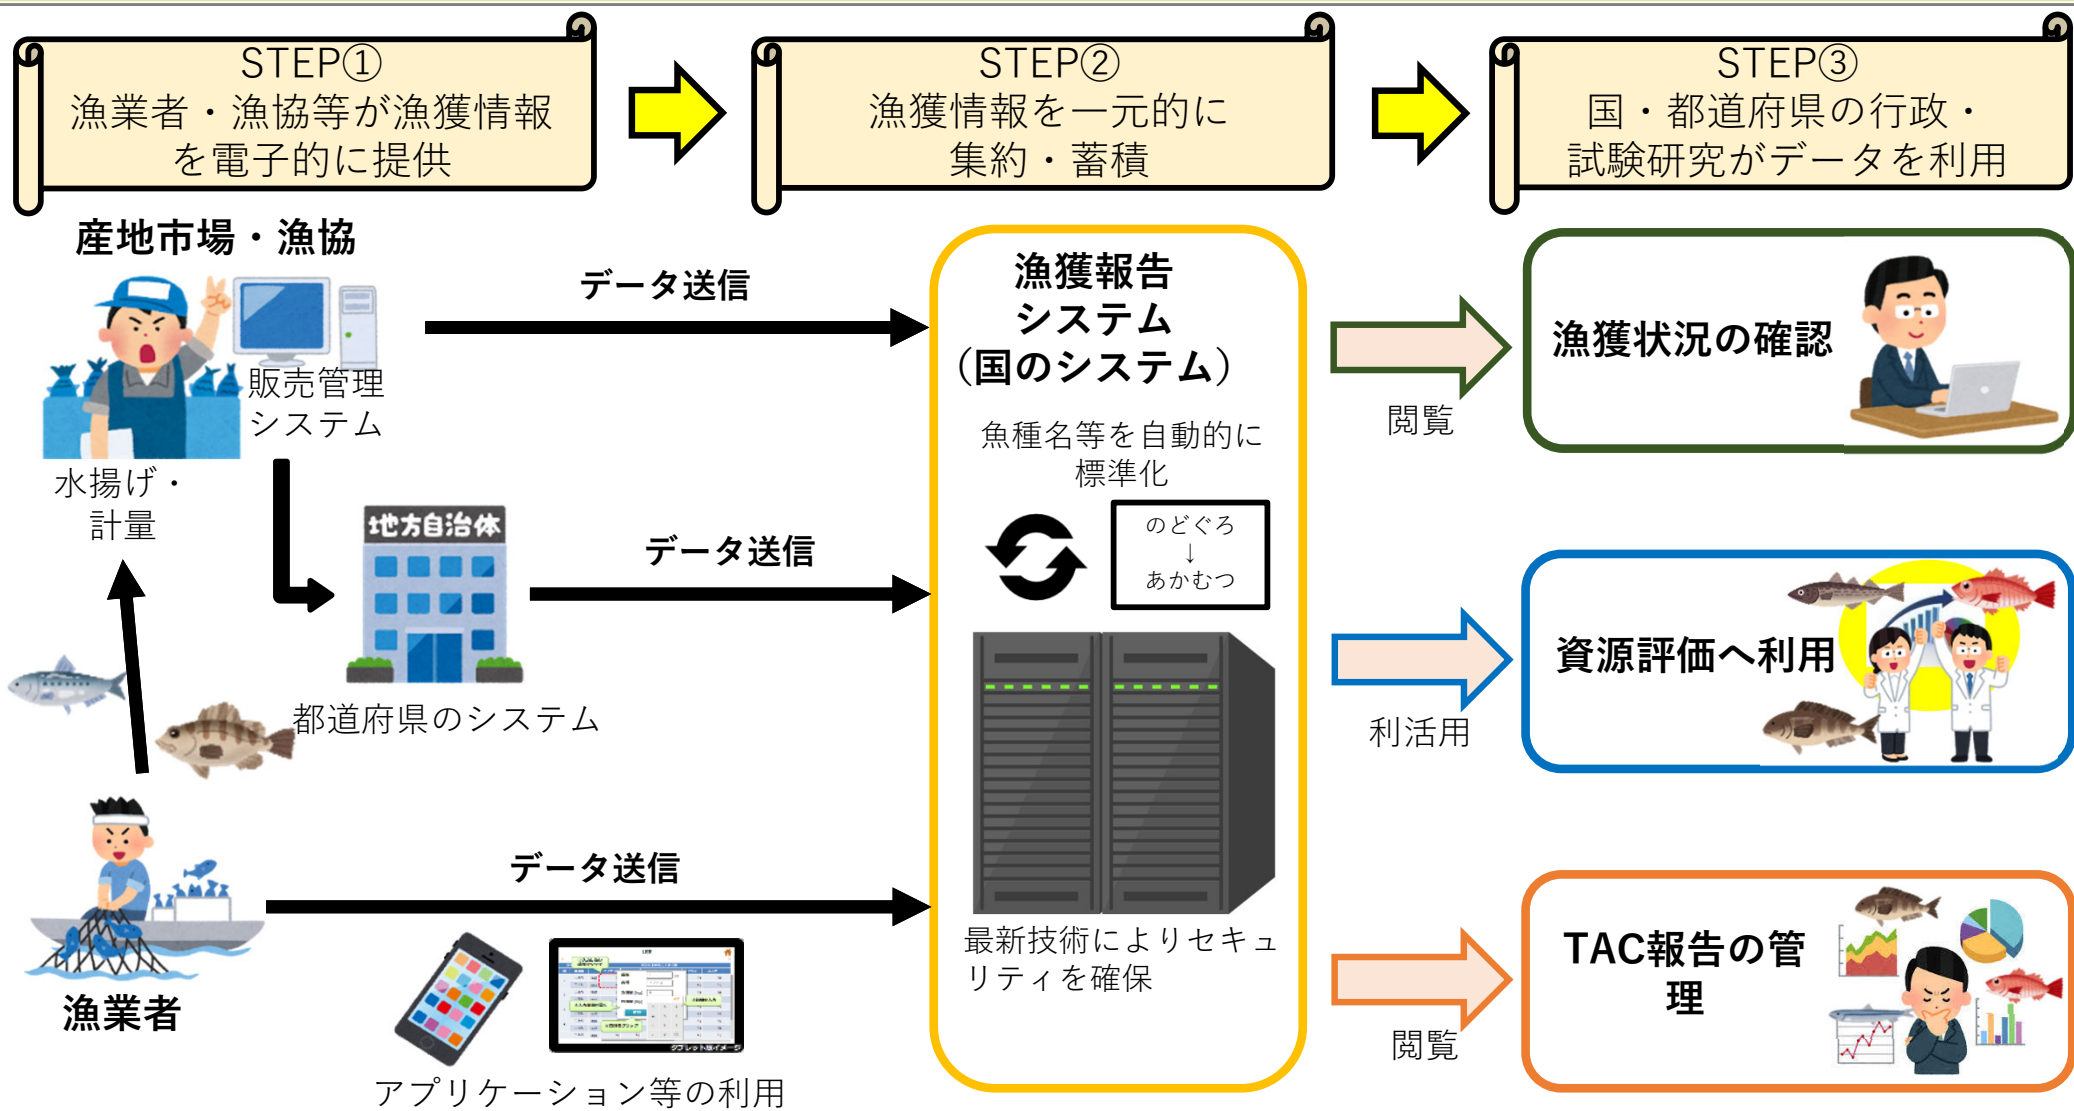 STEP①
漁業者・漁協等が漁獲情報
を電子的に提供
STEP②
漁獲情報を一元的に
集約・蓄積
STEP③
国・都道府県の行政・
試験研究がデータを利用
産地市場・漁協
販売管理
システム
水揚げ・
計量
データ送信
地方自治体
都道府県のシステム
データ送信
漁業者
データ送信
タブレット版イメージ
アプリケーション等の利用
漁獲報告
システム
（国のシステム）
魚種名等を自動的に
標準化
のどぐろ
↓
あかむつ
最新技術によりセキュ
リティを確保
閲覧
漁獲状況の確認
利活用
資源評価へ利用
閲覧
TAC報告の管
理